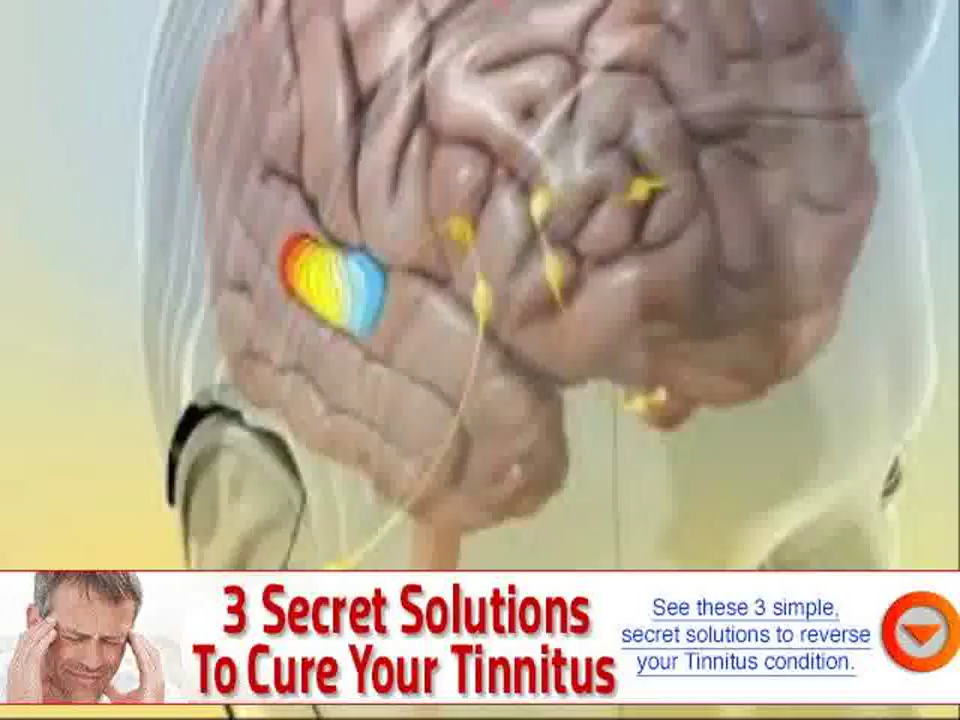 3 Secret Solutions
To Cure Your Tinnitus
See these 3 simple,
secret solutions to reverse
your Tinnitus condition.